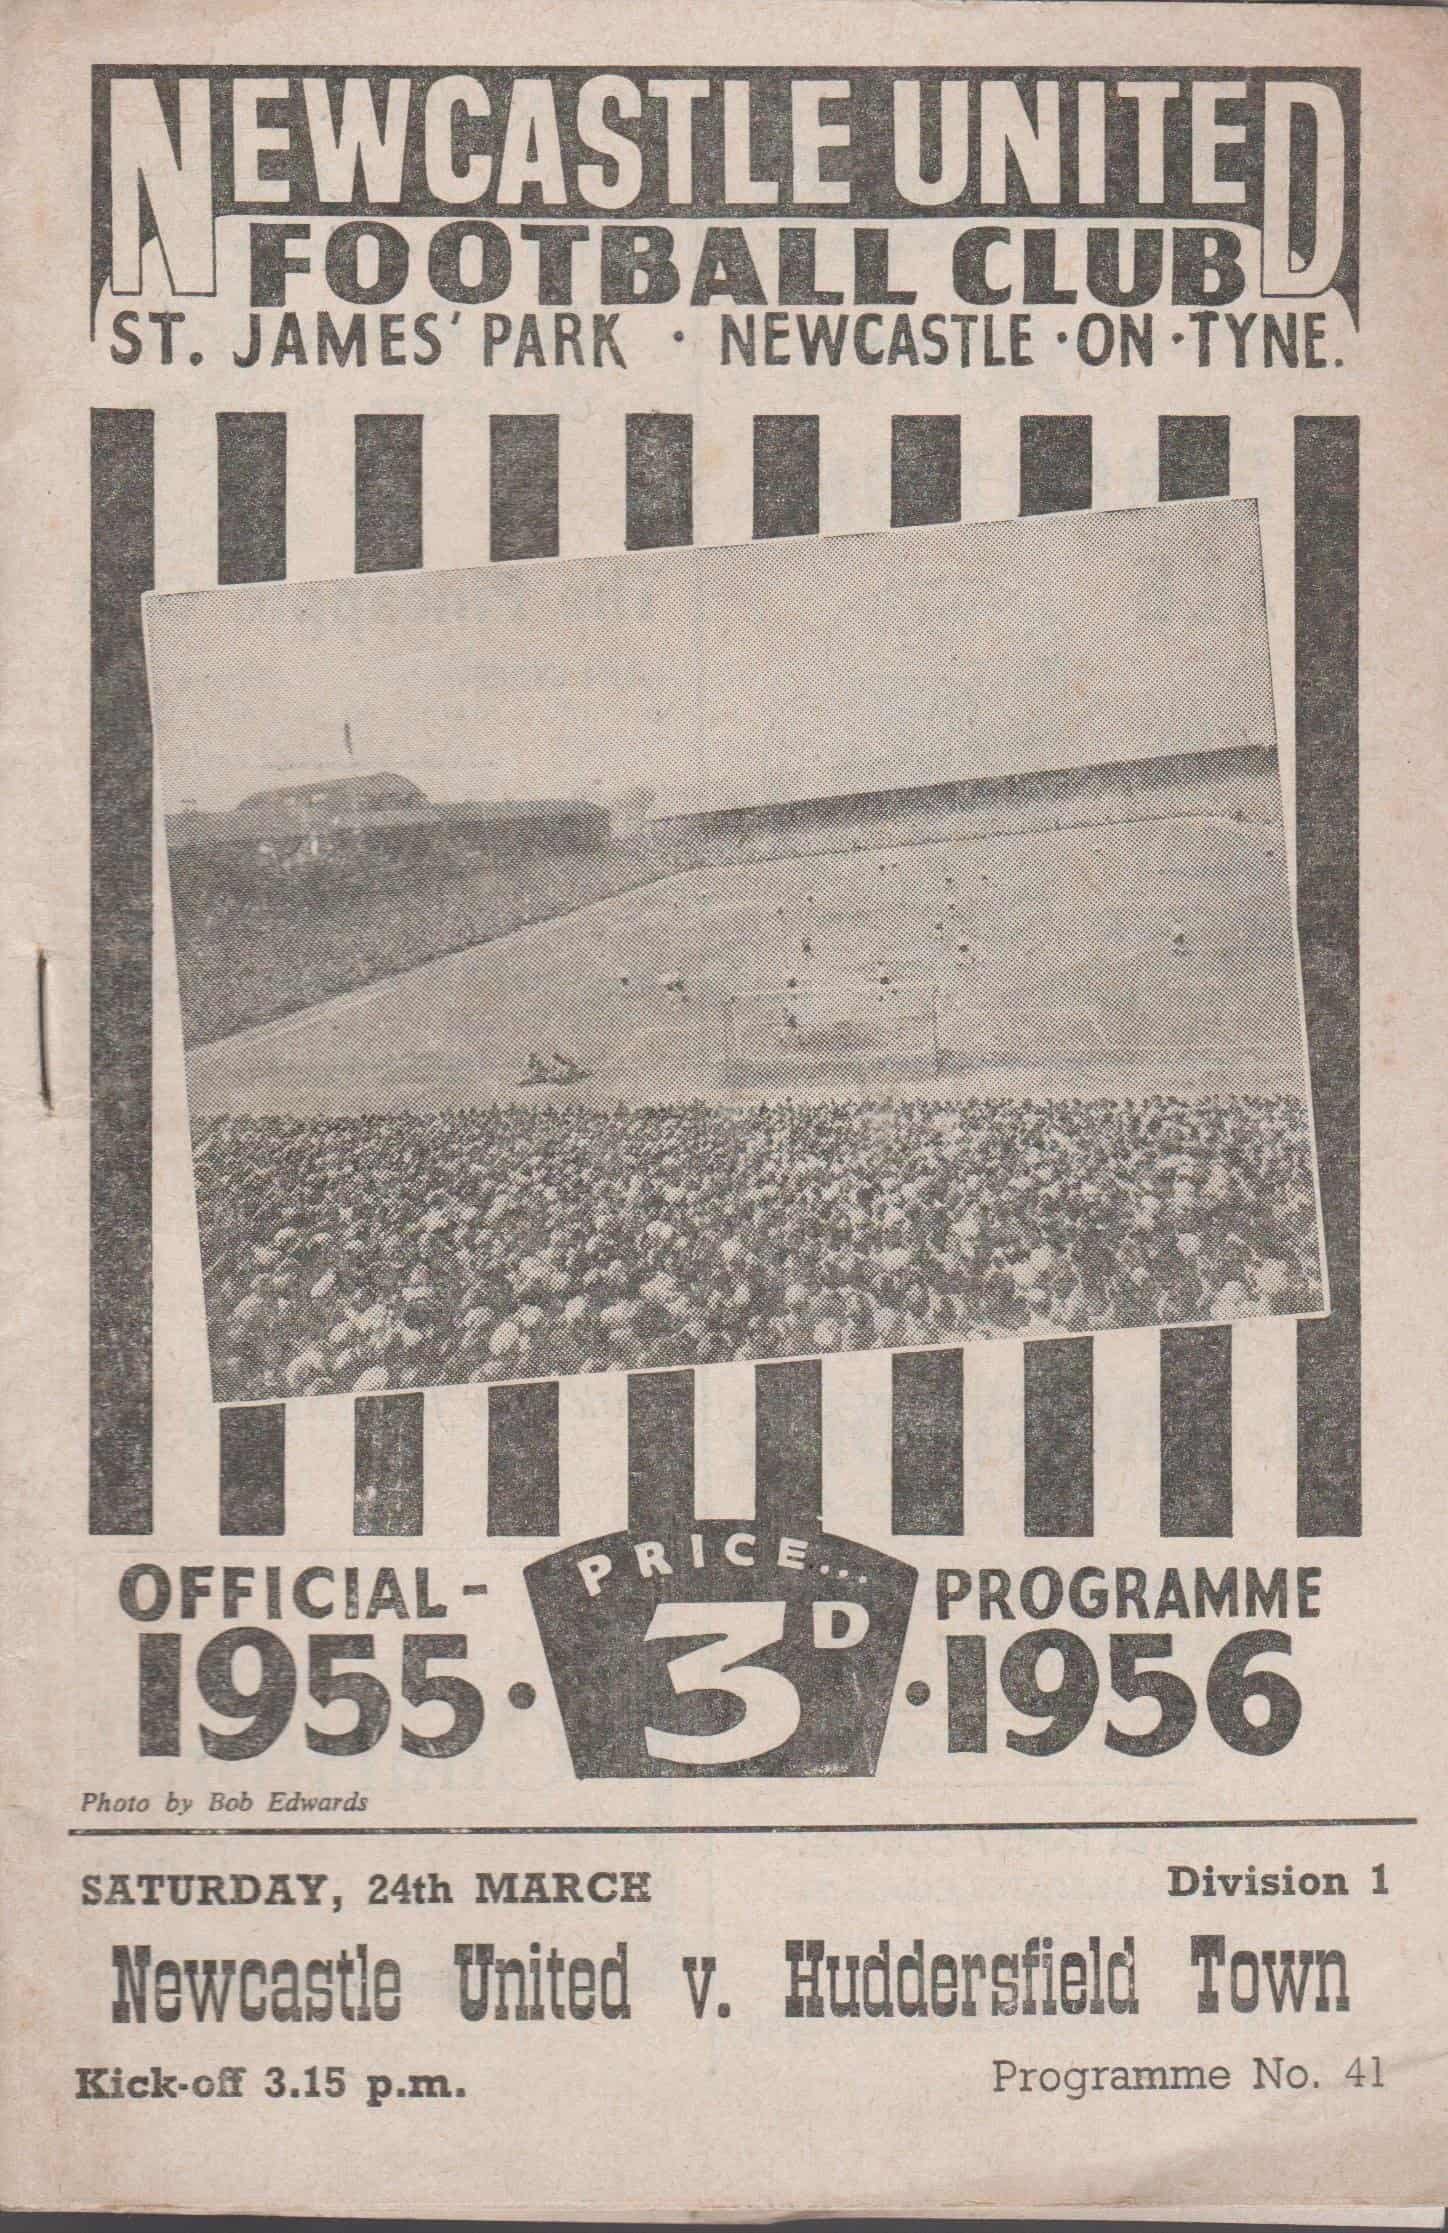 NEWCASTLE UNITED
FOOTBALL CLUB
ST. JAMES' PARK · NEWCASTLE · ON · TYNE.
PRICE...
OFFICIAL - 3D PROGRAMME
1955 · · 1956
Photo by Bob Edwards
SATURDAY, 24th MARCH Division 1
Newcastle United v. Huddersfield Town
Kick-off 3.15 p.m. Programme No. 41